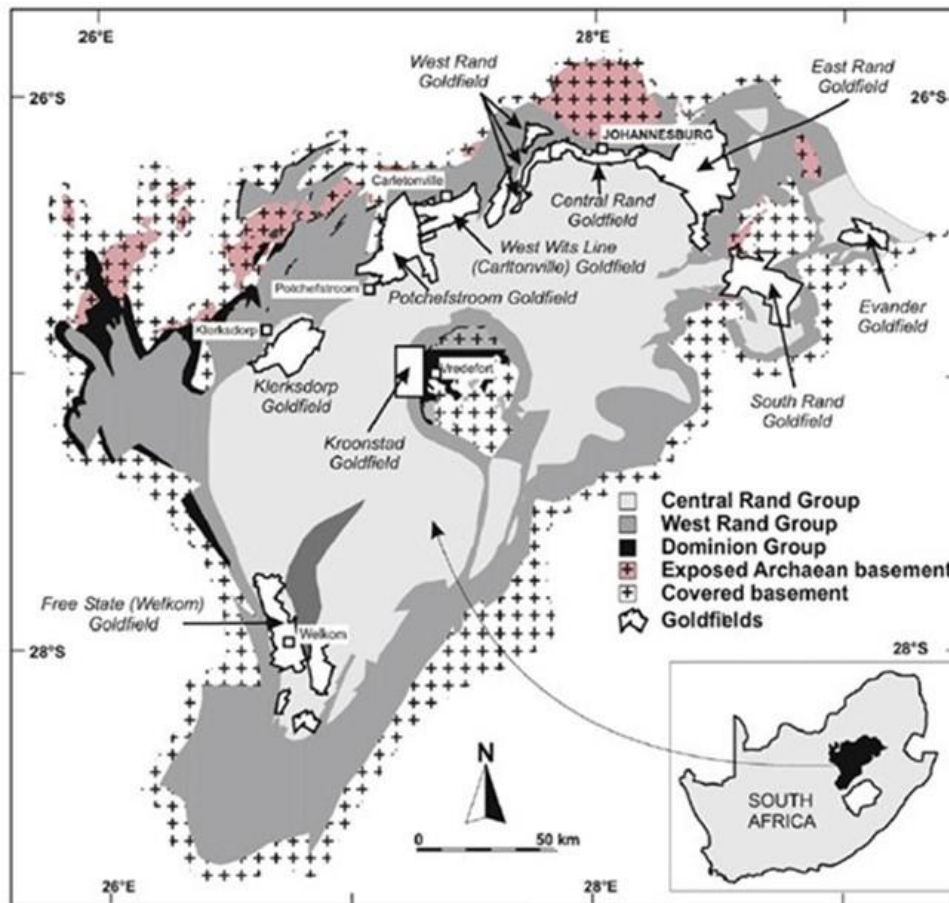 26°E
28°E
26°S
26°S
West Rand
Goldfield
East Rand
Goldfield
JOHANNESBURG
Carletonville
Central Rand
Goldfield
West Wits Line
(Carltonville) Goldfield
Potchefstroom
Potchefstroom Goldfield
Evander
Goldfield
Klerksdorp
Klerksdorp
Goldfield
Vredefort
South Rand
Goldfield
Kroonstad
Goldfield
Central Rand Group
West Rand Group
Dominion Group
Exposed Archaean basement
Covered basement
Goldfields
Free State (Welkom)
Goldfield
Welkom
28°S
28°S
N
0
50 km
SOUTH
AFRICA
26°E
28°E